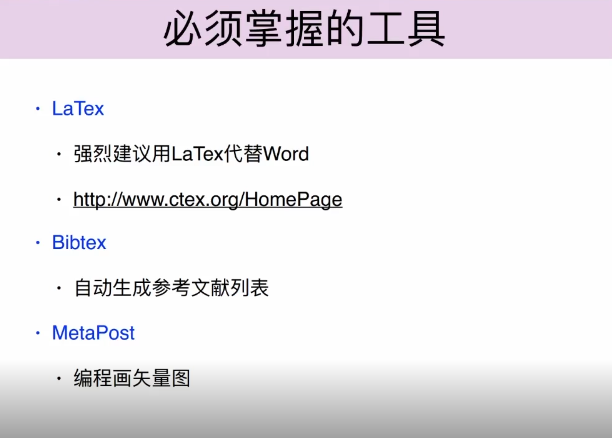 必须掌握的工具
· LaTex
· 强烈建议用LaTex代替Word
· http://www.ctex.org/HomePage
· Bibtex
· 自动生成参考文献列表
· MetaPost
· 编程画矢量图